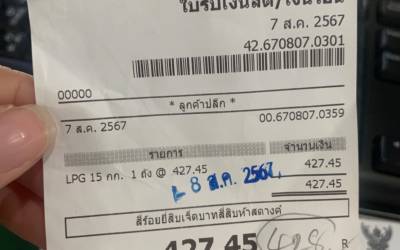 ใบรับเงินสด/เงินโอน
7 ส.ค. 2567
42.670807.0301
00000
* ลูกค้าปลีก *
7 ส.ค. 2567 00.670807.0359
รายการ จำนวนเงิน
LPG 15 กก. 1 ถัง @ 427.45 427.45
8 ส.ค. 2567
427.45
สี่ร้อยยี่สิบเจ็ดบาทสี่สิบห้าสตางค์
427.45 428.
R